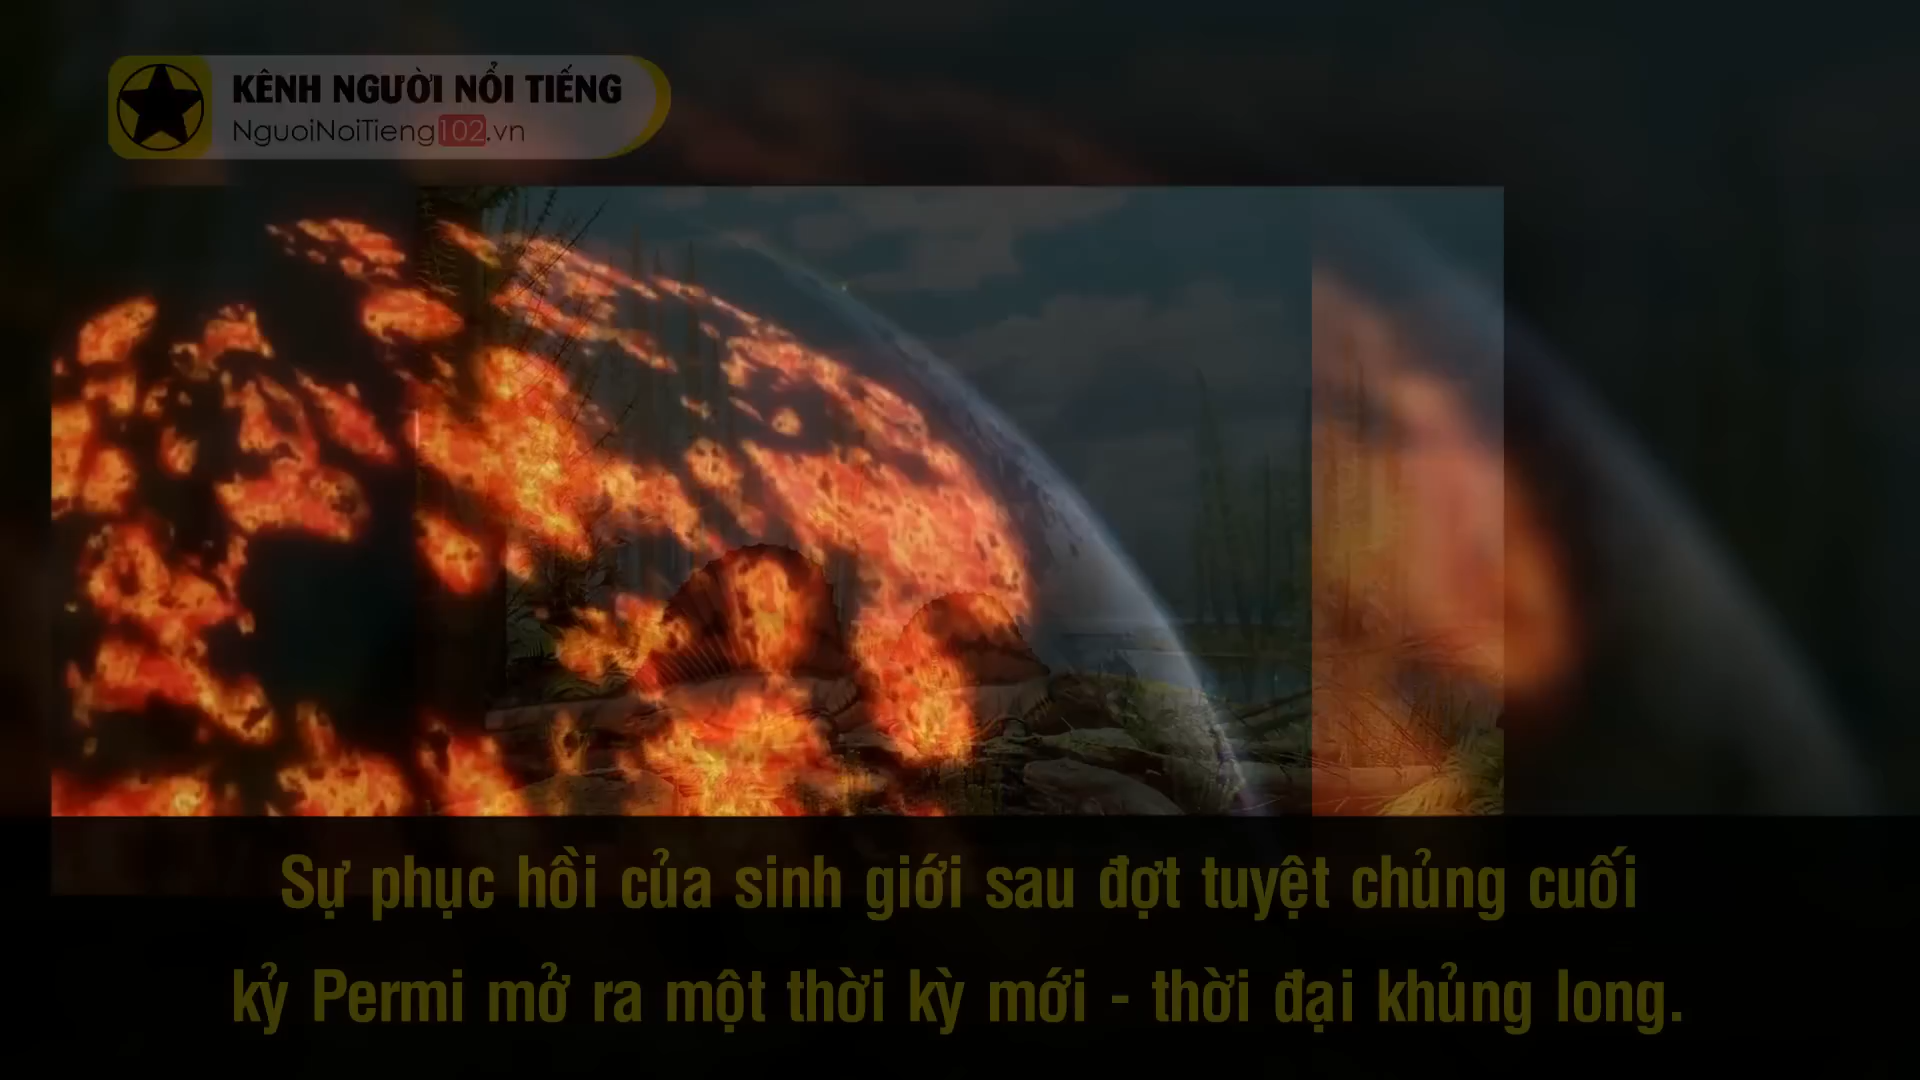 KÊNH NGƯỜI NỔI TIẾNG
NguoiNoiTieng102.vn
Sự phục hồi của sinh giới sau đợt tuyệt chủng cuối
kỷ Permi mở ra một thời kỳ mới - thời đại khủng long.